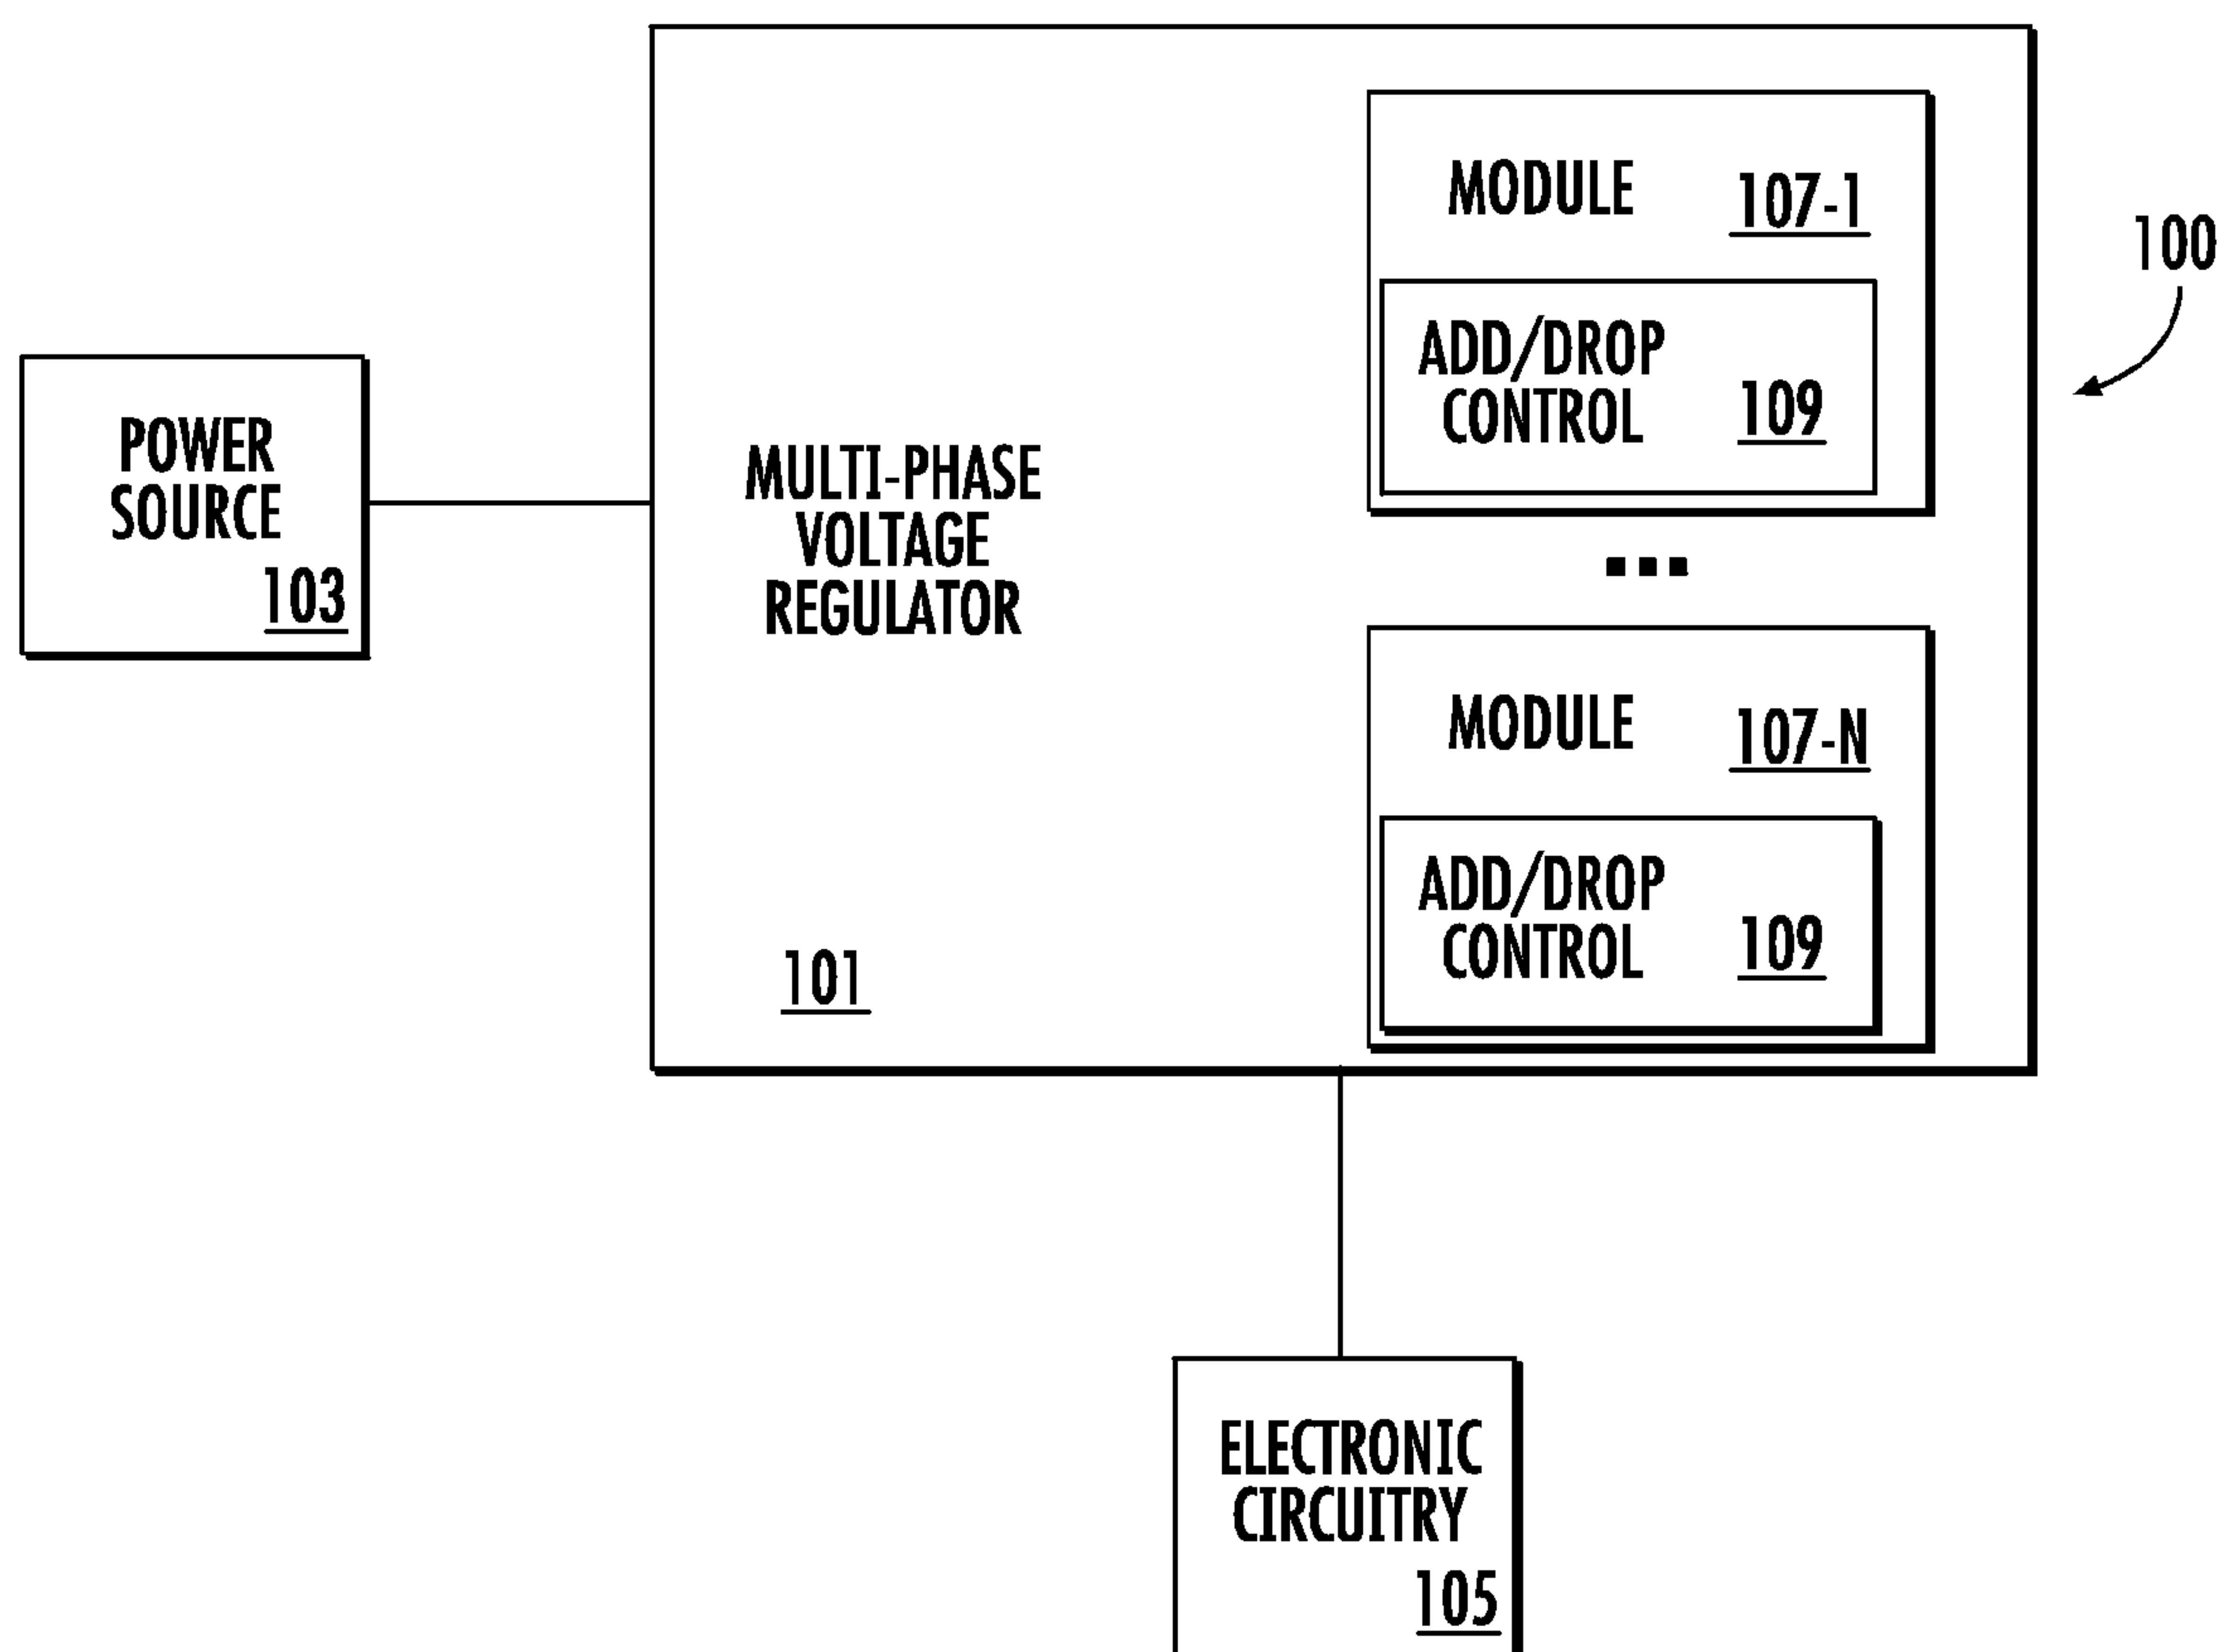 MODULE 107-1
100
ADD/DROP
CONTROL 109
POWER
SOURCE
103
MULTI-PHASE
VOLTAGE
REGULATOR
101
...
MODULE 107-N
ADD/DROP
CONTROL 109
ELECTRONIC
CIRCUITRY
105